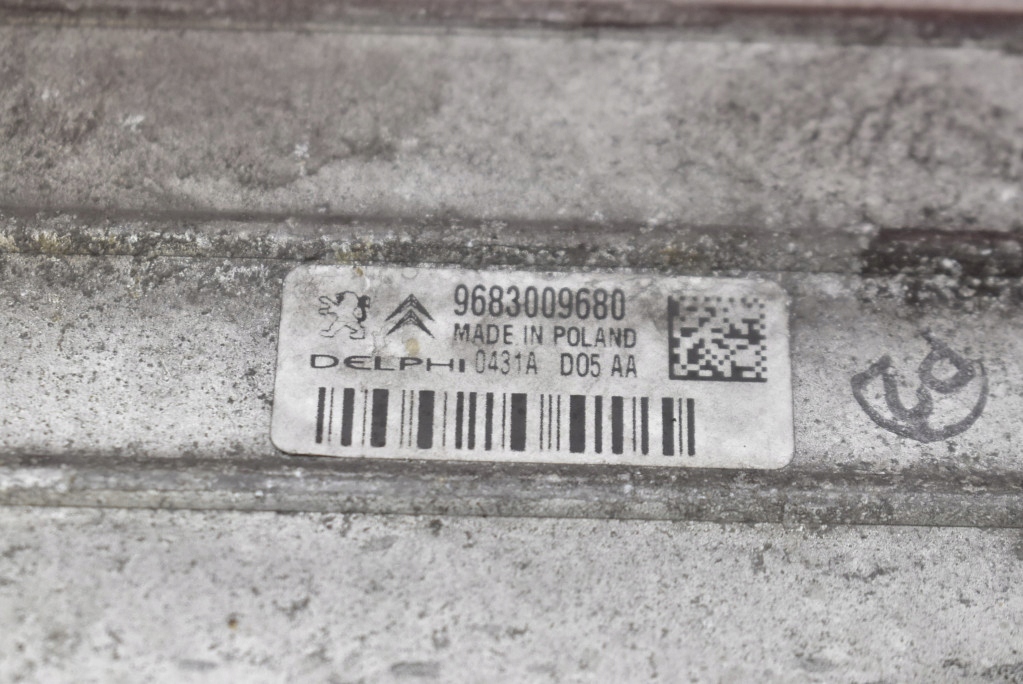 9683009680
MADE IN POLAND
DELPHI 0431A D05 AA